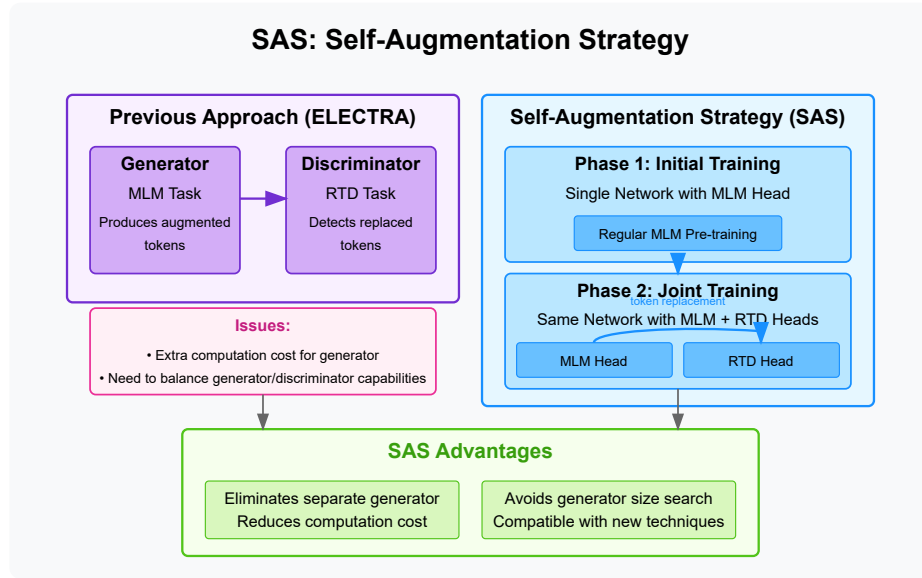 SAS: Self-Augmentation Strategy
Previous Approach (ELECTRA)
Generator
MLM Task
Produces augmented
tokens
Discriminator
RTD Task
Detects replaced
tokens
Issues:
• Extra computation cost for generator
• Need to balance generator/discriminator capabilities
Self-Augmentation Strategy (SAS)
Phase 1: Initial Training
Single Network with MLM Head
Regular MLM Pre-training
Phase 2: Joint Training
token replacement
Same Network with MLM + RTD Heads
MLM Head
RTD Head
SAS Advantages
Eliminates separate generator
Reduces computation cost
Avoids generator size search
Compatible with new techniques